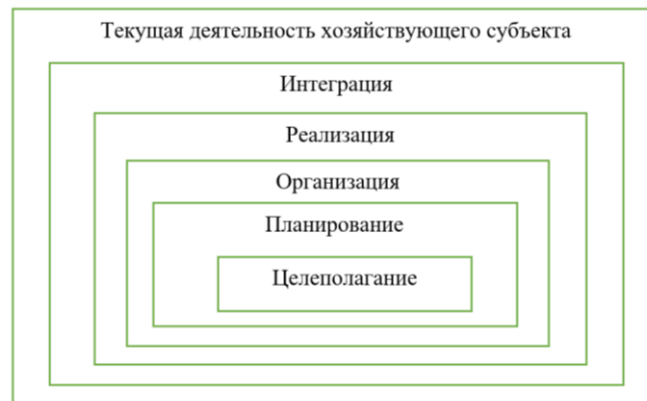 Текущая деятельность хозяйствующего субъекта
Интеграция
Реализация
Организация
Планирование
Целеполагание